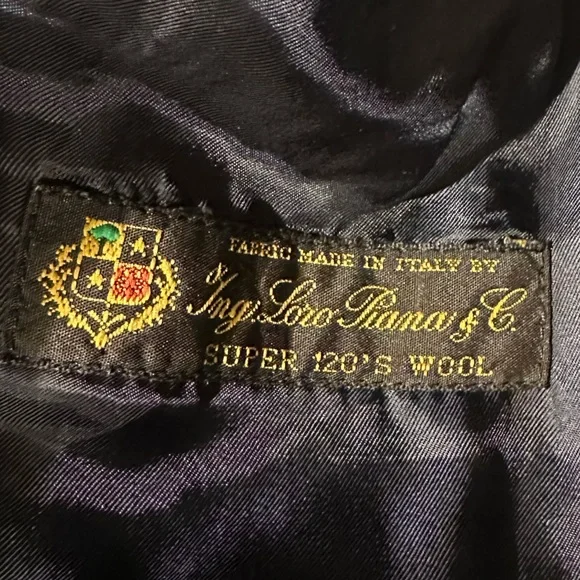 FABRIC MADE IN ITALY BY
Ing. Loro Piana & C.
SUPER 120'S WOOL